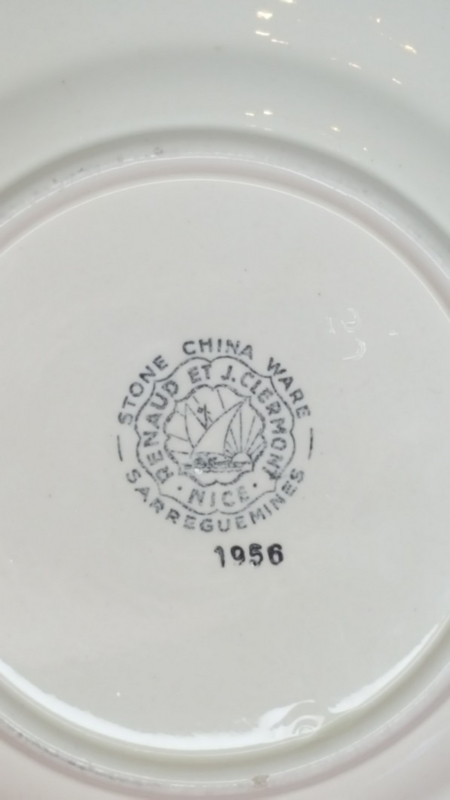 STONE CHINA WARE
RENAUD ET J. CLERMONT
· NICE ·
SARREGUEMINES
1956